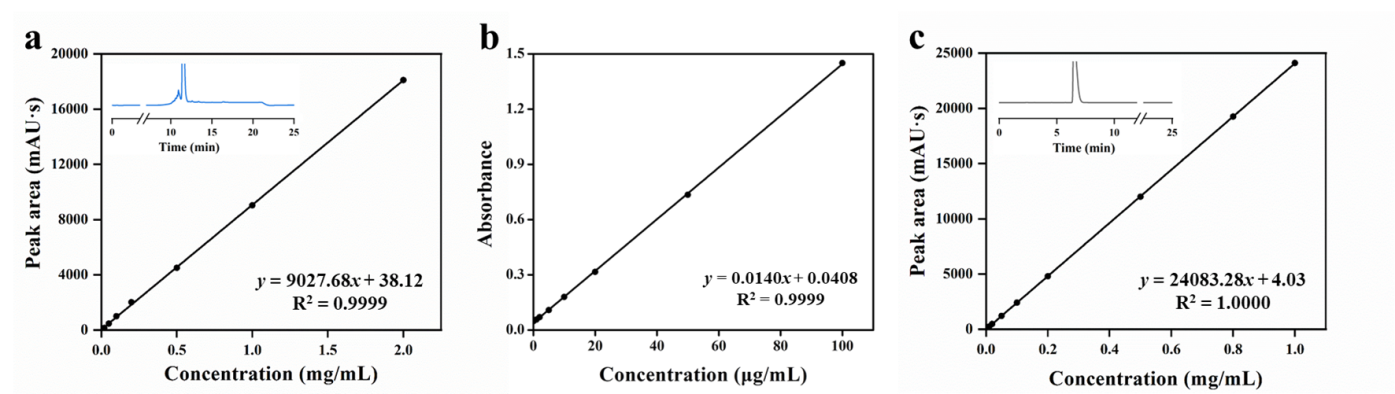 a
20000
16000
12000
8000
4000
0
Peak area (mAU·s)
0.0 0.5 1.0 1.5 2.0
Concentration (mg/mL)
0 10 15 20 25
Time (min)
y = 9027.68x + 38.12
R² = 0.9999
b
1.5
1.2
0.9
0.6
0.3
0.0
Absorbance
0 20 40 60 80 100
Concentration (μg/mL)
y = 0.0140x + 0.0408
R² = 0.9999
c
25000
20000
15000
10000
5000
0
Peak area (mAU·s)
0.0 0.2 0.4 0.6 0.8 1.0
Concentration (mg/mL)
0 5 10 25
Time (min)
y = 24083.28x + 4.03
R² = 1.0000